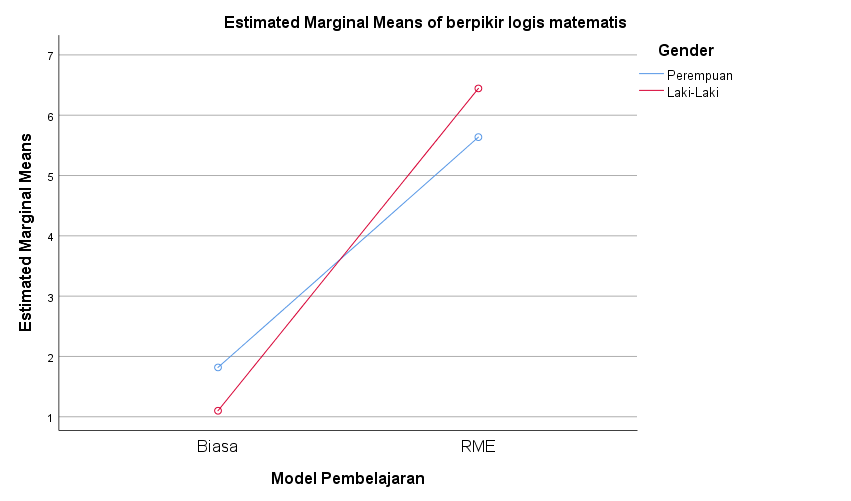 Estimated Marginal Means of berpikir logis matematis
Gender
Perempuan
Laki-Laki
Estimated Marginal Means
7
6
5
4
3
2
1
Biasa
RME
Model Pembelajaran